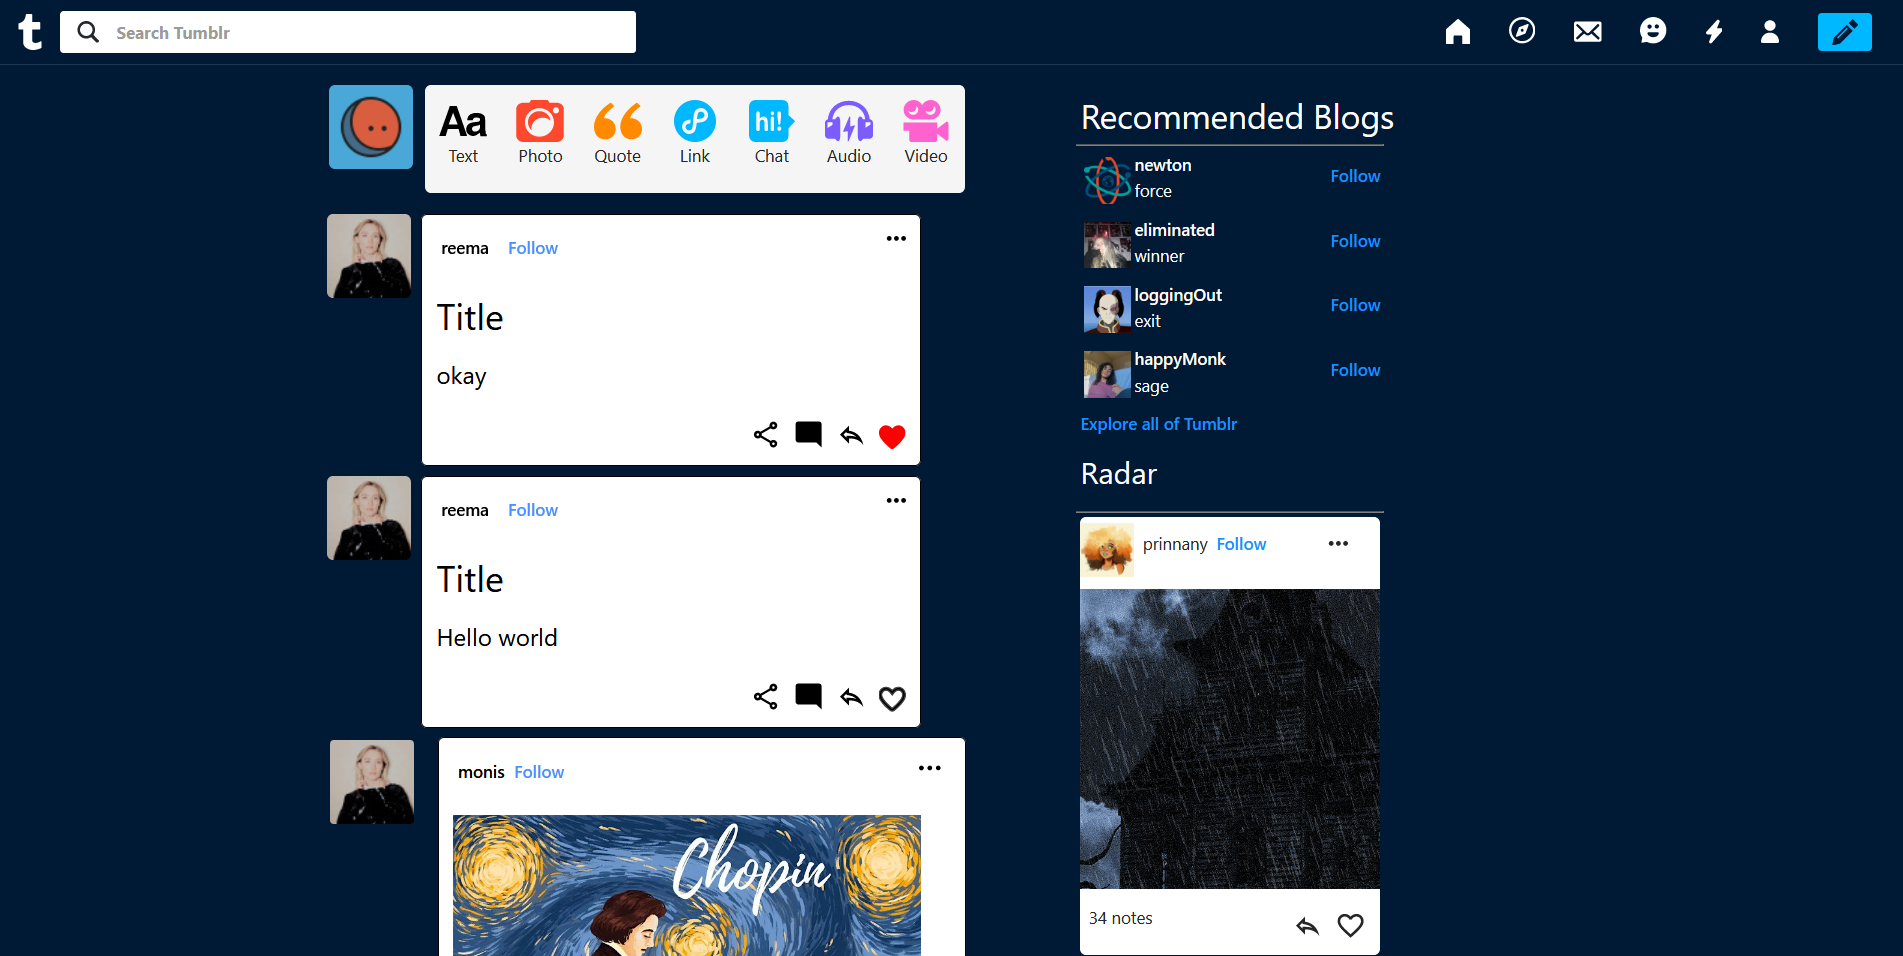 t
Search Tumblr
Aa
hi!
Text
Photo
Quote
Link
Chat
Audio
Video
reema Follow
Title
okay
reema Follow
Title
Hello world
monis Follow
Chopin
Recommended Blogs
newton
force
Follow
eliminated
winner
Follow
loggingOut
exit
Follow
happyMonk
sage
Follow
Explore all of Tumblr
Radar
prinnany Follow
34 notes